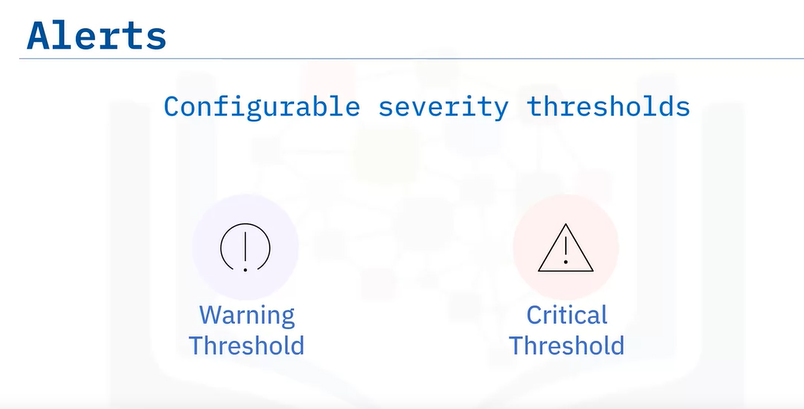 Alerts
Configurable severity thresholds
Warning
Threshold
Critical
Threshold